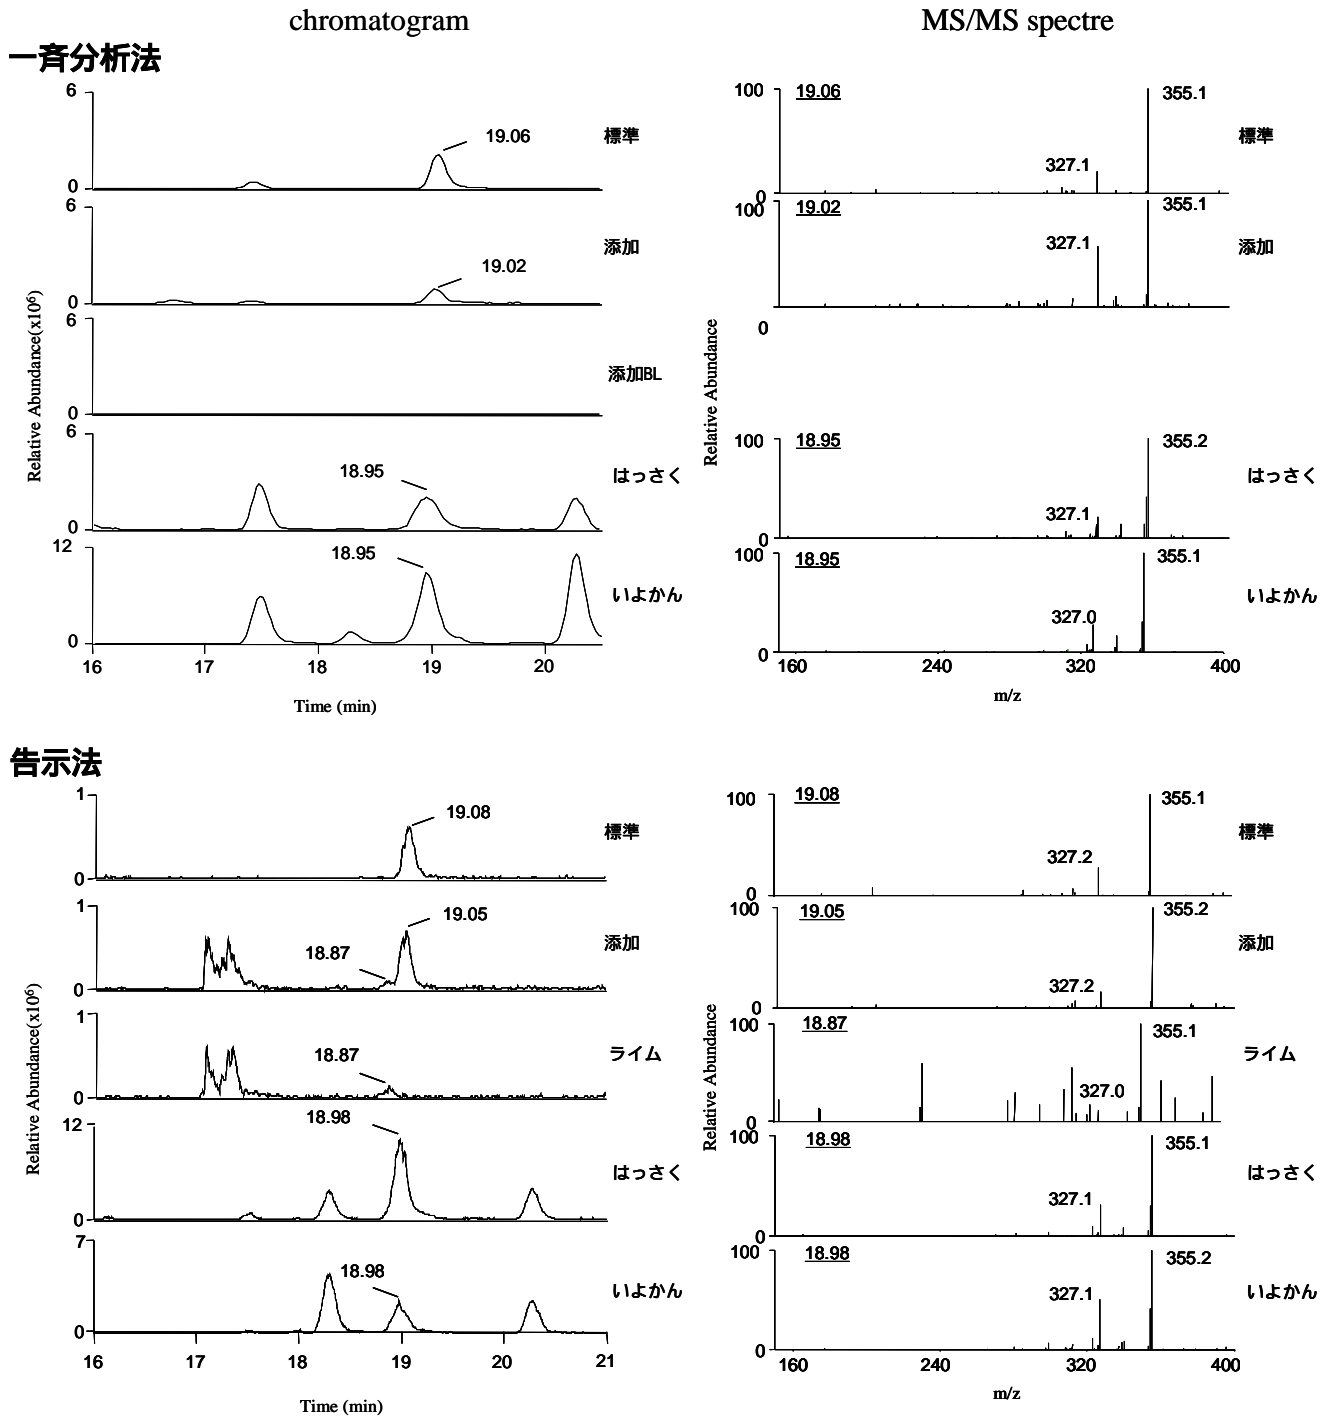 chromatogram
MS/MS spectre
一斉分析法
6
19.06
標準
0
6
添加
19.02
0
6
添加BL
0
6
18.95
はっさく
0
12
18.95
いよかん
0
16 17 18 19 20
Time (min)
Relative Abundance(x10⁶)
100
19.06
355.1
327.1
標準
0
100
19.02
355.1
327.1
添加
0
100
18.95
355.2
327.1
はっさく
0
100
18.95
355.1
327.0
いよかん
0
160 240 320 400
m/z
Relative Abundance
告示法
1
19.08
標準
0
1
19.05
18.87
添加
0
1
18.87
ライム
0
12
18.98
はっさく
0
7
18.98
いよかん
0
16 17 18 19 20 21
Time (min)
Relative Abundance(x10⁶)
100
19.08
355.1
327.2
標準
0
100
19.05
355.2
327.2
添加
0
100
18.87
355.1
327.0
ライム
0
100
18.98
355.1
327.1
はっさく
0
100
18.98
355.2
327.1
いよかん
0
160 240 320 400
m/z
Relative Abundance